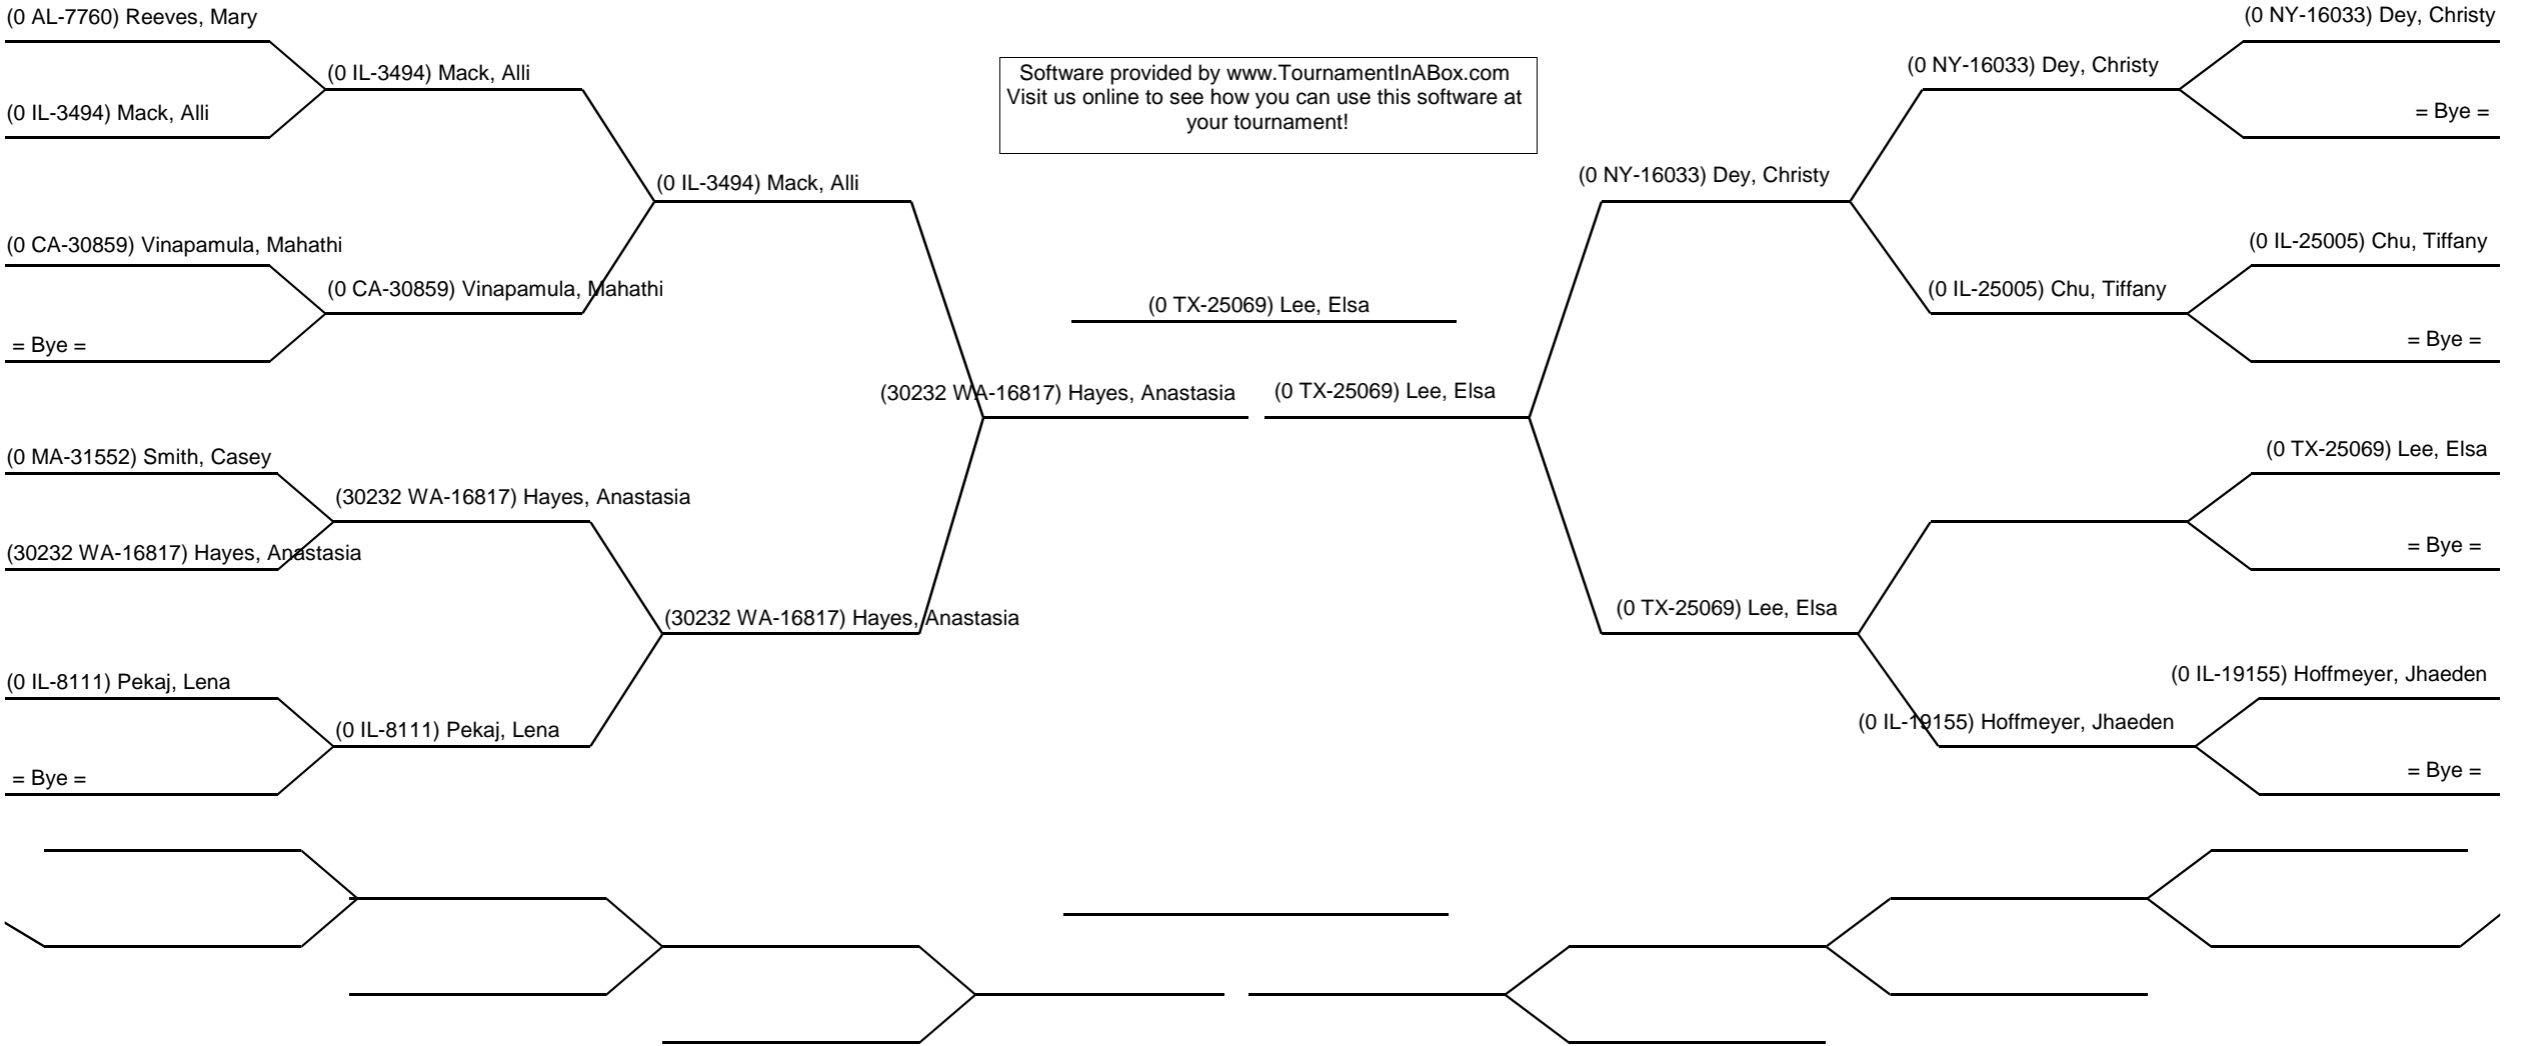 (0 AL-7760) Reeves, Mary
(0 IL-3494) Mack, Alli
(0 IL-3494) Mack, Alli
(0 IL-3494) Mack, Alli
(0 CA-30859) Vinapamula, Mahathi
(0 CA-30859) Vinapamula, Mahathi
= Bye =
(30232 WA-16817) Hayes, Anastasia
(0 MA-31552) Smith, Casey
(30232 WA-16817) Hayes, Anastasia
(30232 WA-16817) Hayes, Anastasia
(30232 WA-16817) Hayes, Anastasia
(0 IL-8111) Pekaj, Lena
(0 IL-8111) Pekaj, Lena
= Bye =
Software provided by www.TournamentInABox.com
Visit us online to see how you can use this software at
your tournament!
(0 TX-25069) Lee, Elsa
(0 TX-25069) Lee, Elsa
(0 NY-16033) Dey, Christy
(0 NY-16033) Dey, Christy
= Bye =
(0 NY-16033) Dey, Christy
(0 IL-25005) Chu, Tiffany
(0 IL-25005) Chu, Tiffany
= Bye =
(0 TX-25069) Lee, Elsa
= Bye =
(0 TX-25069) Lee, Elsa
(0 IL-19155) Hoffmeyer, Jhaeden
(0 IL-19155) Hoffmeyer, Jhaeden
= Bye =